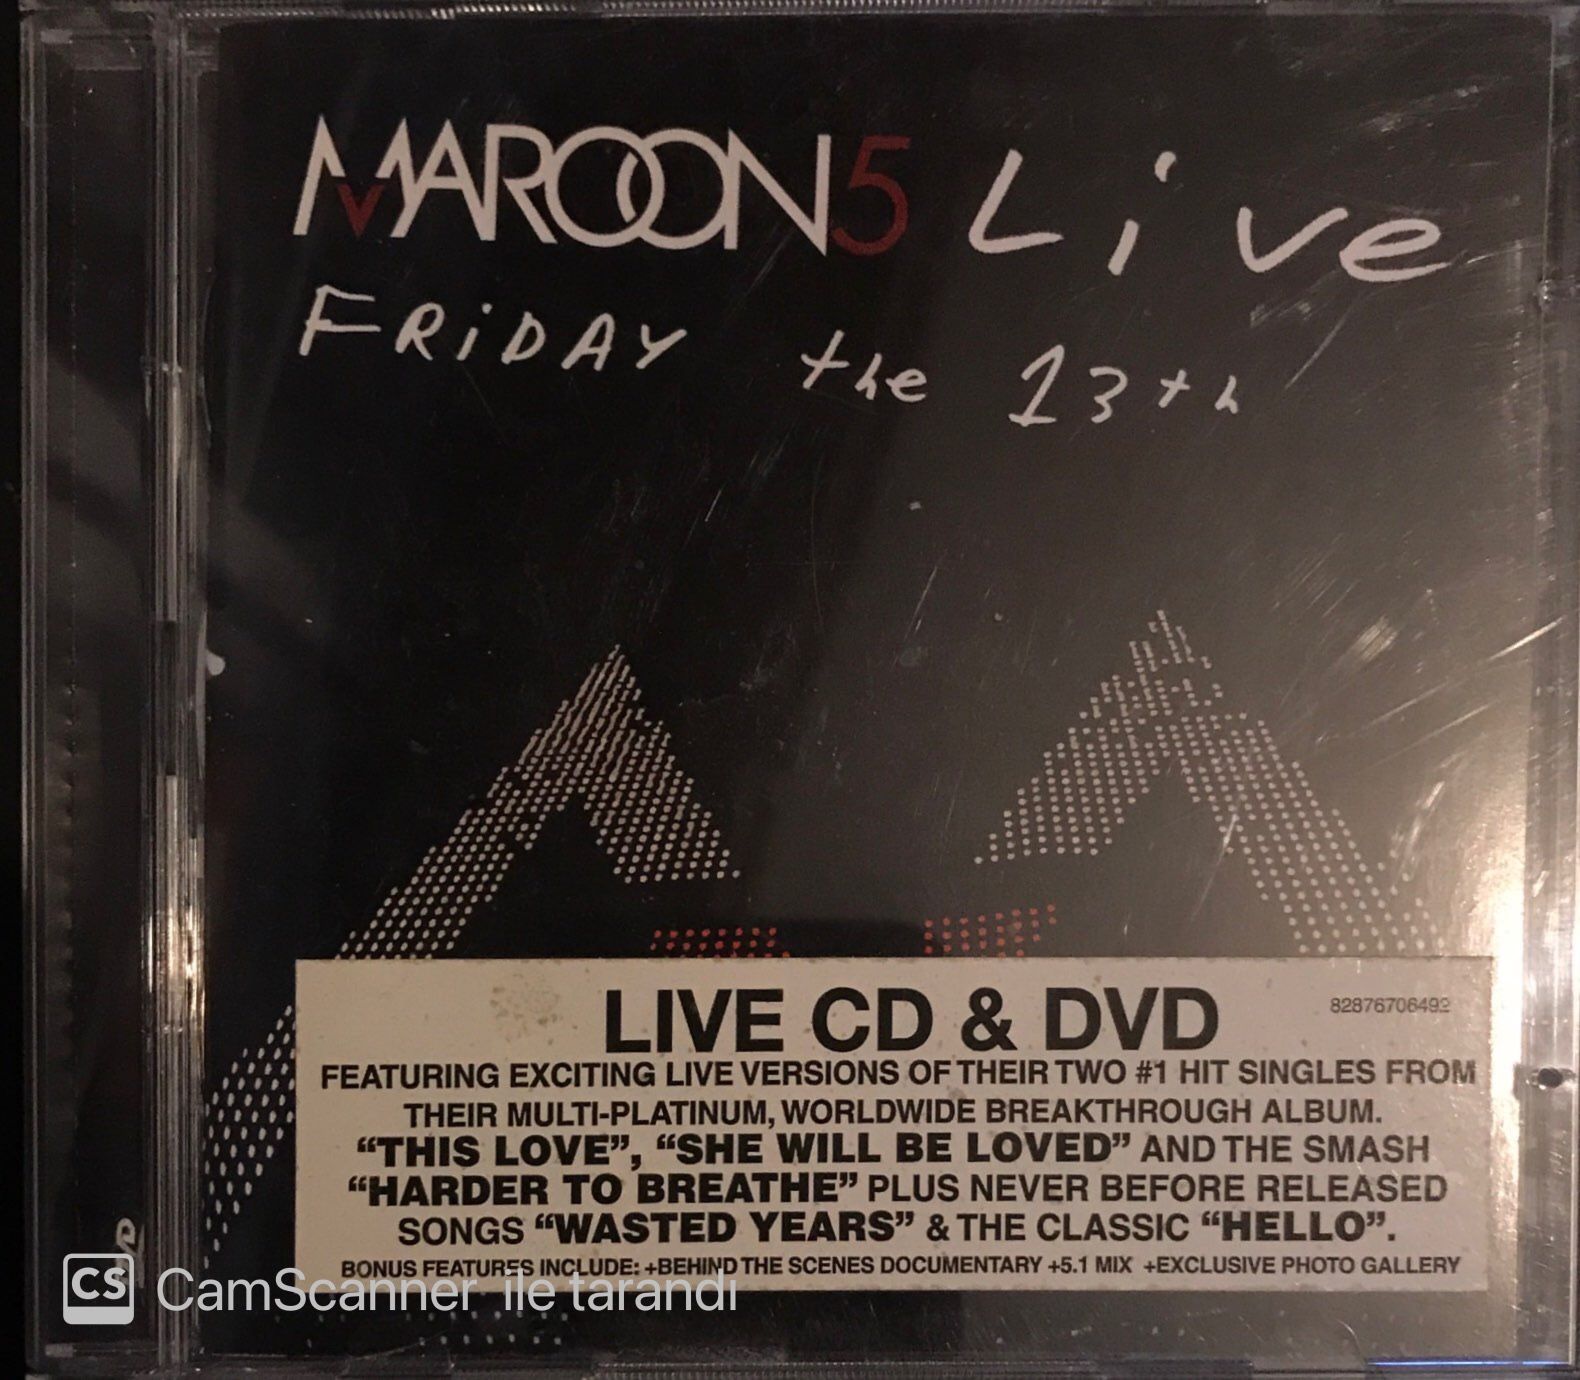 MAROON5 Live
FRiDAY the 13th
LIVE CD & DVD
82876706492
FEATURING EXCITING LIVE VERSIONS OF THEIR TWO #1 HIT SINGLES FROM
THEIR MULTI-PLATINUM, WORLDWIDE BREAKTHROUGH ALBUM.
“THIS LOVE”, “SHE WILL BE LOVED” AND THE SMASH
“HARDER TO BREATHE” PLUS NEVER BEFORE RELEASED
SONGS “WASTED YEARS” & THE CLASSIC “HELLO”.
BONUS FEATURES INCLUDE: +BEHIND THE SCENES DOCUMENTARY +5.1 MIX +EXCLUSIVE PHOTO GALLERY
CS CamScanner ile tarandı